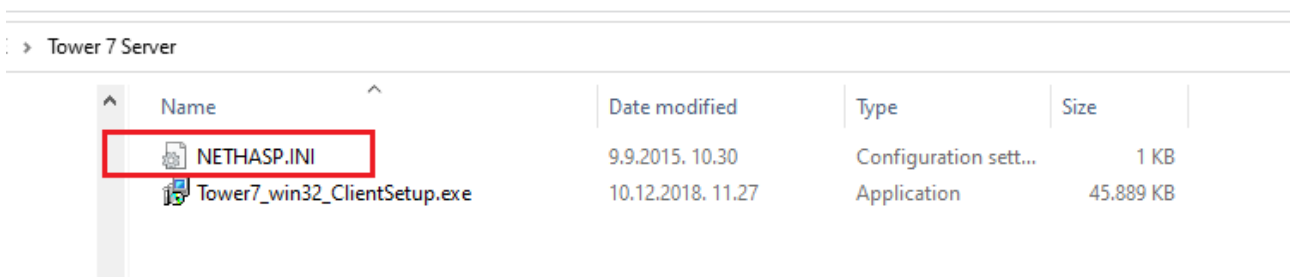 > Tower 7 Server
Name Date modified Type Size
NETHASP.INI 9.9.2015. 10.30 Configuration sett... 1 KB
Tower7_win32_ClientSetup.exe 10.12.2018. 11.27 Application 45.889 KB